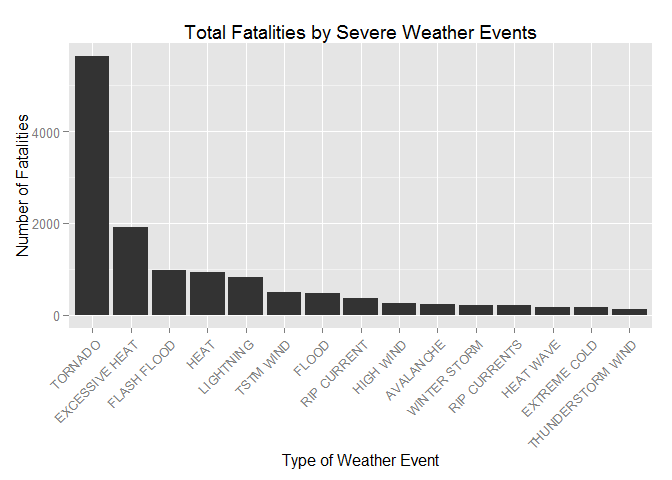 Total Fatalities by Severe Weather Events
Number of Fatalities
4000
2000
0
TORNADO
EXCESSIVE HEAT
FLASH FLOOD
HEAT
LIGHTNING
TSTM WIND
FLOOD
RIP CURRENT
HIGH WIND
AVALANCHE
WINTER STORM
RIP CURRENTS
HEAT WAVE
EXTREME COLD
THUNDERSTORM WIND
Type of Weather Event